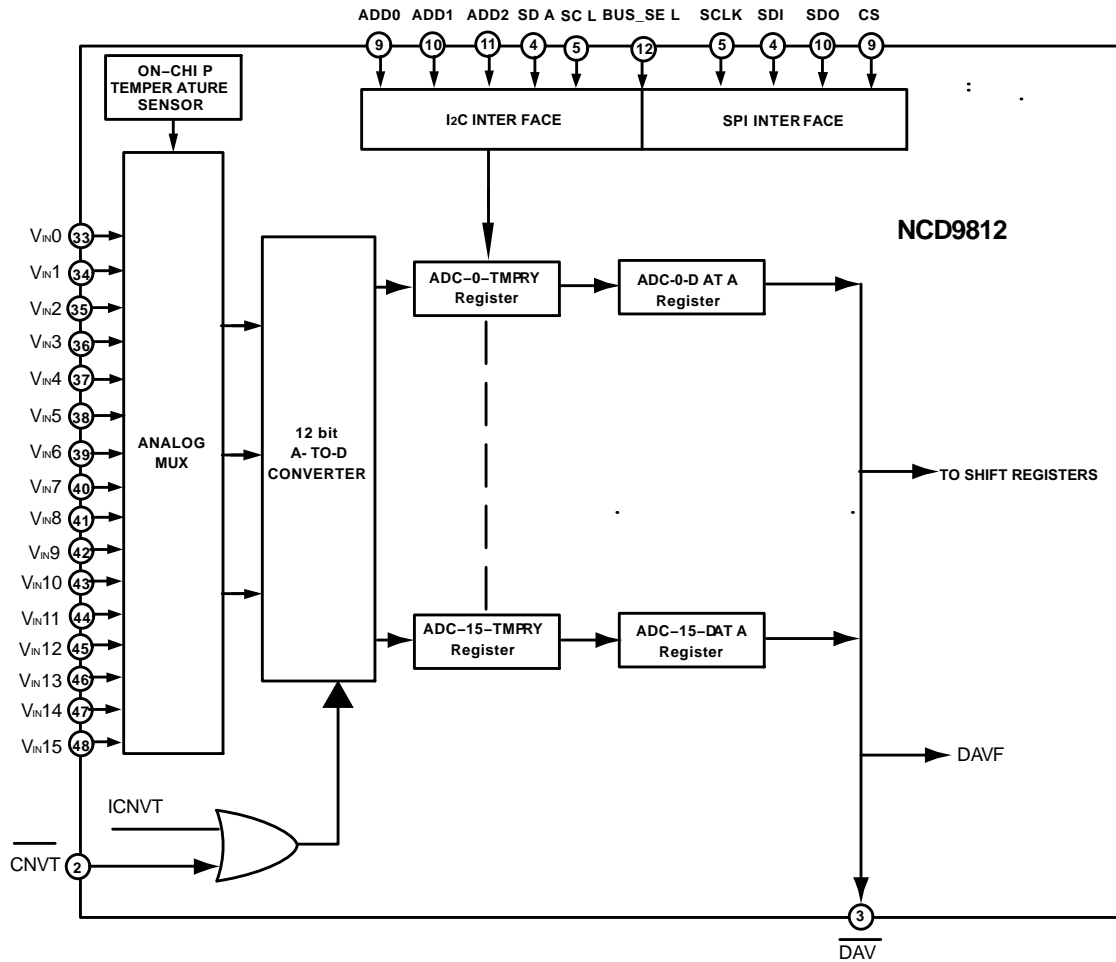 ADD0 ADD1 ADD2 SD A SC L BUS_SE L SCLK SDI SDO CS
9 10 11 4 5 12 5 4 10 9
ON–CHI P
TEMPER ATURE
SENSOR
I2C INTER FACE
SPI INTER FACE
:
.
NCD9812
VIN0 33
VIN1 34
VIN2 35
VIN3 36
VIN4 37
VIN5 38
VIN6 39
VIN7 40
VIN8 41
VIN9 42
VIN10 43
VIN11 44
VIN12 45
VIN13 46
VIN14 47
VIN15 48
ANALOG
MUX
12 bit
A- TO-D
CONVERTER
ADC–0–TMPRY
Register
ADC-0-D AT A
Register
TO SHIFT REGISTERS
ADC–15–TMPRY
Register
ADC–15–DAT A
Register
DAVF
ICNVT
CNVT 2
3
DAV